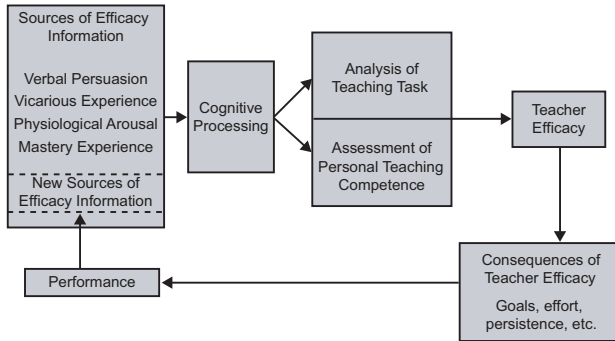 Sources of Efficacy
Information
Verbal Persuasion
Vicarious Experience
Physiological Arousal
Mastery Experience
New Sources of
Efficacy Information
Cognitive
Processing
Analysis of
Teaching Task
Assessment of
Personal Teaching
Competence
Teacher
Efficacy
Consequences of
Teacher Efficacy
Goals, effort,
persistence, etc.
Performance